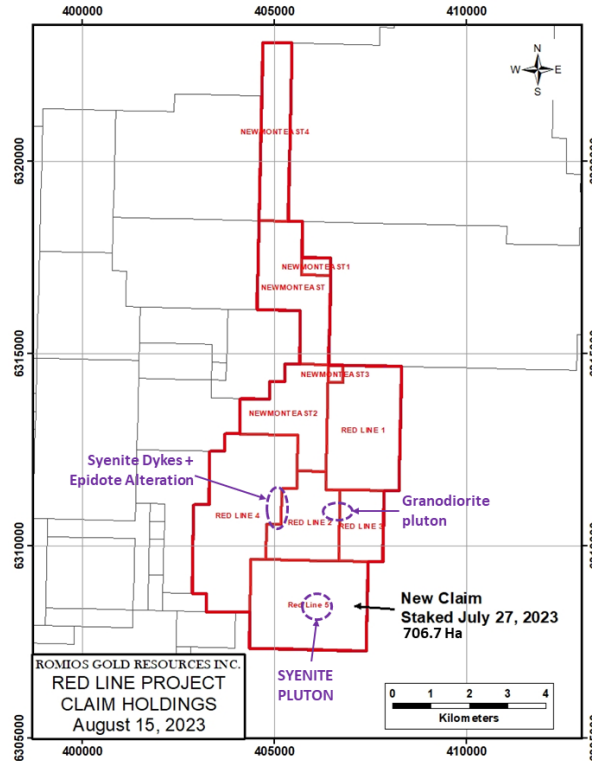 400000 405000 410000
N
W E
S
NEWMONTEAST4
6320000
NEWMONTEAST1
NEWMONTEAST
6315000
NEWMONTEAST3
NEWMONTEAST2
RED LINE 1
Syenite Dykes +
Epidote Alteration
RED LINE 4
RED LINE 2
RED LINE 3
Granodiorite
pluton
6310000
Red Line 5
New Claim
Staked July 27, 2023
706.7 Ha
SYENITE
PLUTON
ROMIOS GOLD RESOURCES INC.
RED LINE PROJECT
CLAIM HOLDINGS
August 15, 2023
0 1 2 3 4
Kilometers
6305000
400000 405000 410000